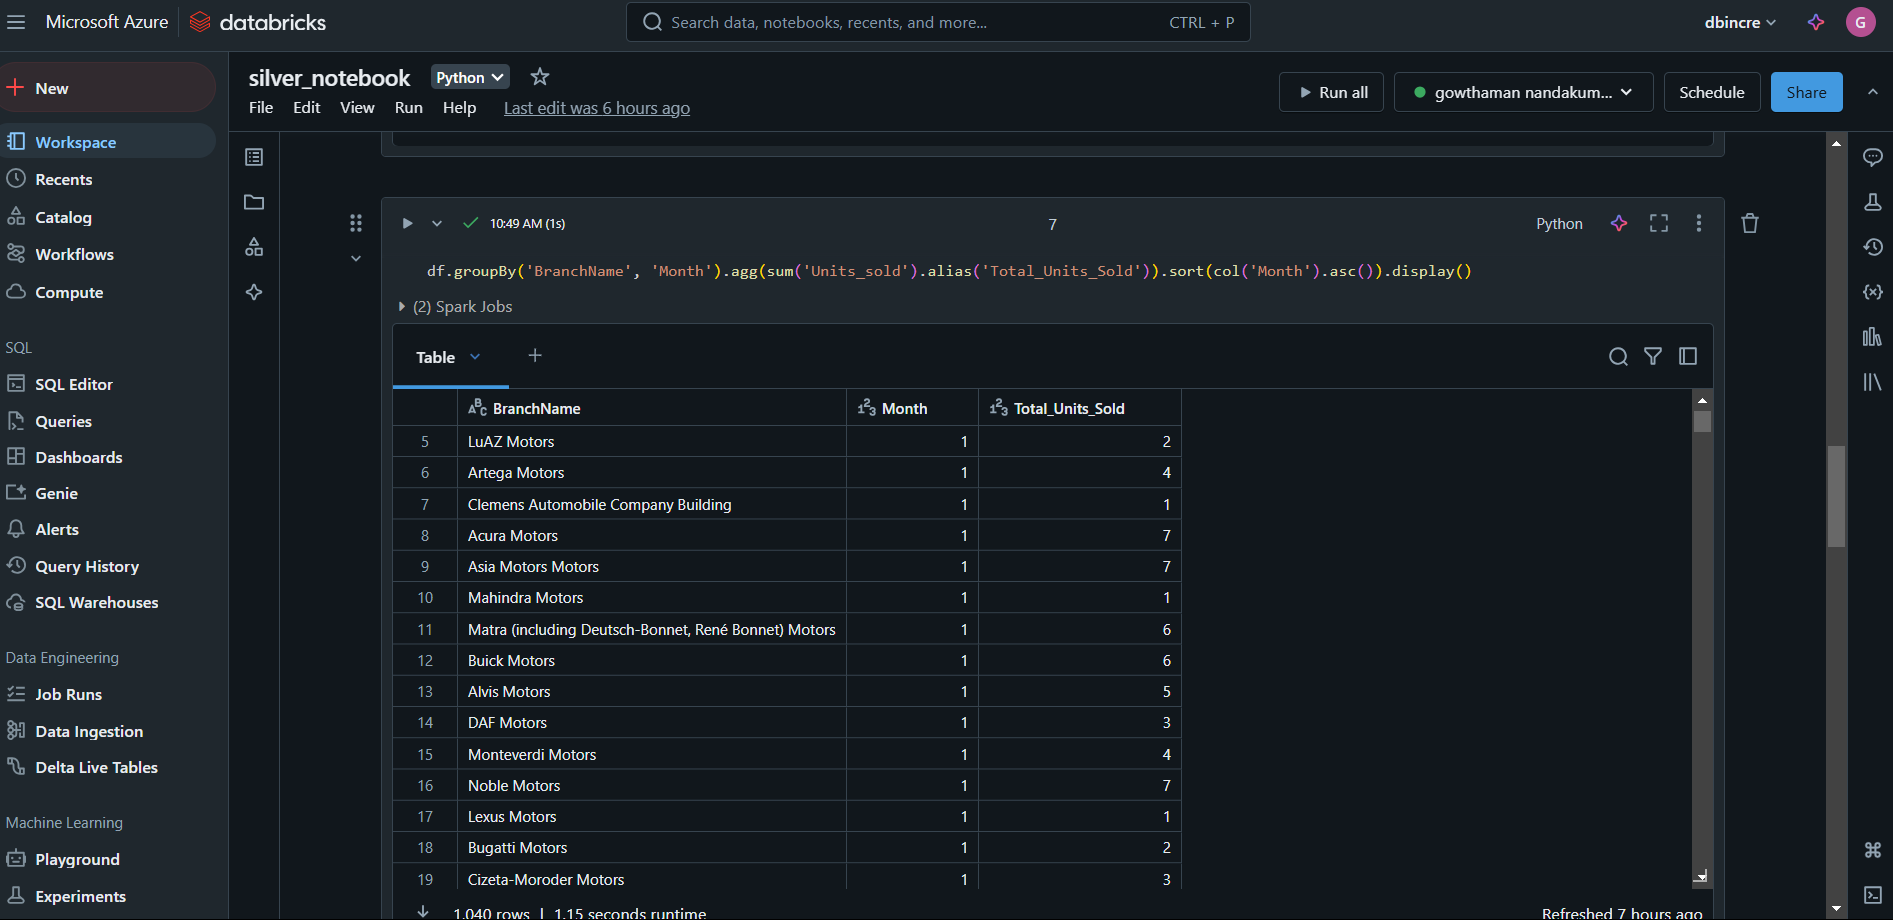 Microsoft Azure databricks Search data, notebooks, recents, and more... CTRL + P dbincre G
New
Workspace
Recents
Catalog
Workflows
Compute
SQL
SQL Editor
Queries
Dashboards
Genie
Alerts
Query History
SQL Warehouses
Data Engineering
Job Runs
Data Ingestion
Delta Live Tables
Machine Learning
Playground
Experiments
silver_notebook Python
File Edit View Run Help Last edit was 6 hours ago
Run all gowthaman nandakum... Schedule Share
10:49 AM (1s) 7 Python
df.groupBy('BranchName', 'Month').agg(sum('Units_sold').alias('Total_Units_Sold')).sort(col('Month').asc()).display()
(2) Spark Jobs
Table +
BranchName Month Total_Units_Sold
5 LuAZ Motors 1 2
6 Artega Motors 1 4
7 Clemens Automobile Company Building 1 1
8 Acura Motors 1 7
9 Asia Motors Motors 1 7
10 Mahindra Motors 1 1
11 Matra (including Deutsch-Bonnet, René Bonnet) Motors 1 6
12 Buick Motors 1 6
13 Alvis Motors 1 5
14 DAF Motors 1 3
15 Monteverdi Motors 1 4
16 Noble Motors 1 7
17 Lexus Motors 1 1
18 Bugatti Motors 1 2
19 Cizeta-Moroder Motors 1 3
1,040 rows | 1.15 seconds runtime Refreshed 7 hours ago